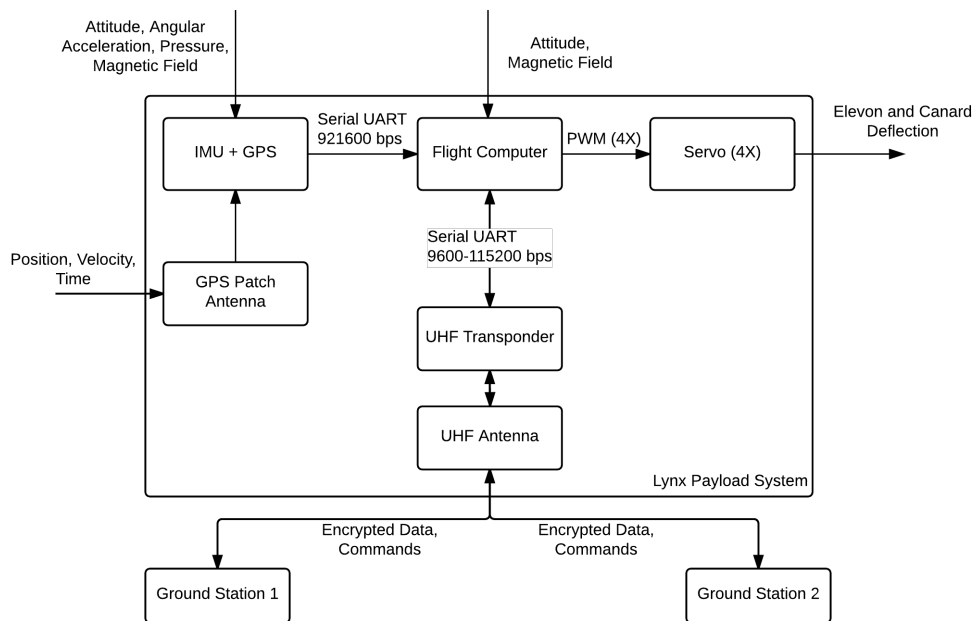 Attitude, Angular
Acceleration, Pressure,
Magnetic Field
Attitude,
Magnetic Field
Elevon and Canard
Deflection
Serial UART
921600 bps
IMU + GPS
Flight Computer
PWM (4X)
Servo (4X)
Serial UART
9600-115200 bps
Position, Velocity,
Time
GPS Patch
Antenna
UHF Transponder
UHF Antenna
Lynx Payload System
Encrypted Data,
Commands
Encrypted Data,
Commands
Ground Station 1
Ground Station 2